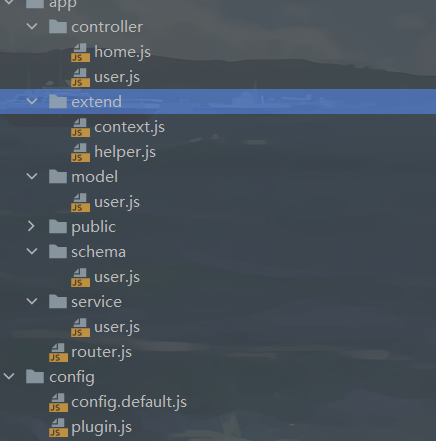 app
controller
JS home.js
JS user.js
extend
JS context.js
JS helper.js
model
JS user.js
public
schema
JS user.js
service
JS user.js
JS router.js
config
JS config.default.js
JS plugin.js